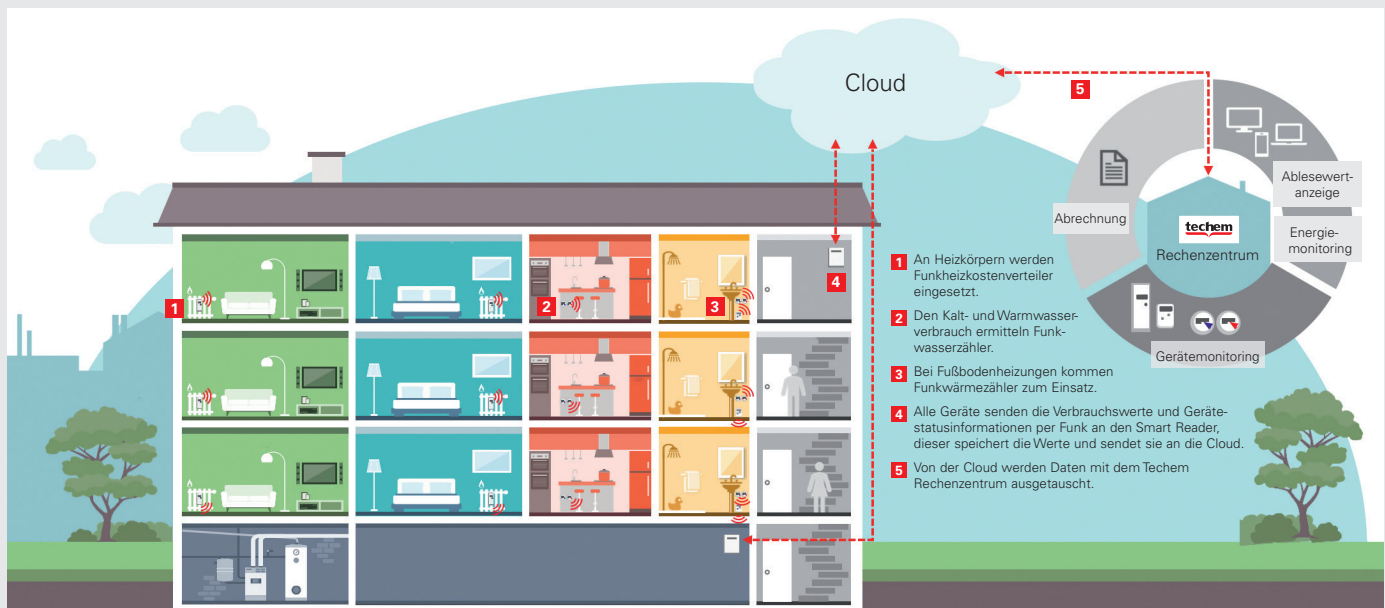 Cloud
5
Ablesewert-
anzeige
Abrechnung
techem
Rechenzentrum
Energie-
monitoring
Gerätemonitoring
1
2
3
4
1 An Heizkörpern werden
Funkheizkostenverteiler
eingesetzt.
2 Den Kalt- und Warmwasser-
verbrauch ermitteln Funk-
wasserzähler.
3 Bei Fußbodenheizungen kommen
Funkwärmezähler zum Einsatz.
4 Alle Geräte senden die Verbrauchswerte und Geräte-
statusinformationen per Funk an den Smart Reader,
dieser speichert die Werte und sendet sie an die Cloud.
5 Von der Cloud werden Daten mit dem Techem
Rechenzentrum ausgetauscht.